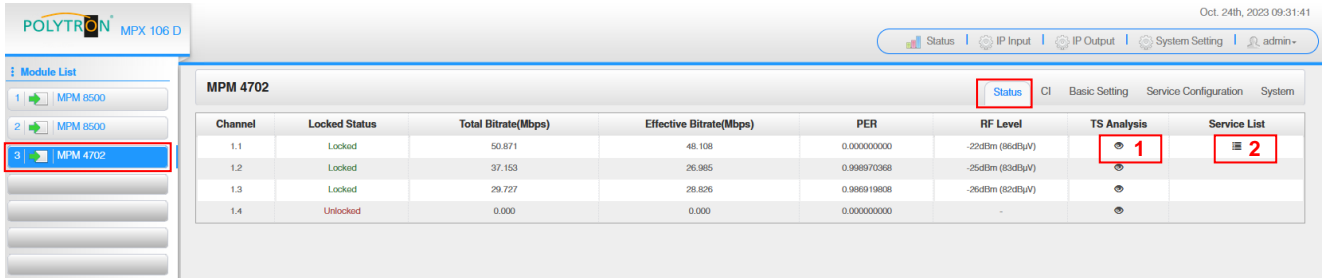 Oct. 24th, 2023 09:31:41
POLYTRON MPX 106 D
Status IP Input IP Output System Setting admin
Module List
1 MPM 8500
2 MPM 8500
3 MPM 4702
MPM 4702
Status CI Basic Setting Service Configuration System
Channel Locked Status Total Bitrate(Mbps) Effective Bitrate(Mbps) PER RF Level TS Analysis Service List
1.1 Locked 50.871 48.108 0.000000000 -22dBm (86dBμV) 1 2
1.2 Locked 37.153 26.985 0.998970368 -25dBm (83dBμV)
1.3 Locked 29.727 28.826 0.986919808 -26dBm (82dBμV)
1.4 Unlocked 0.000 0.000 0.000000000 -